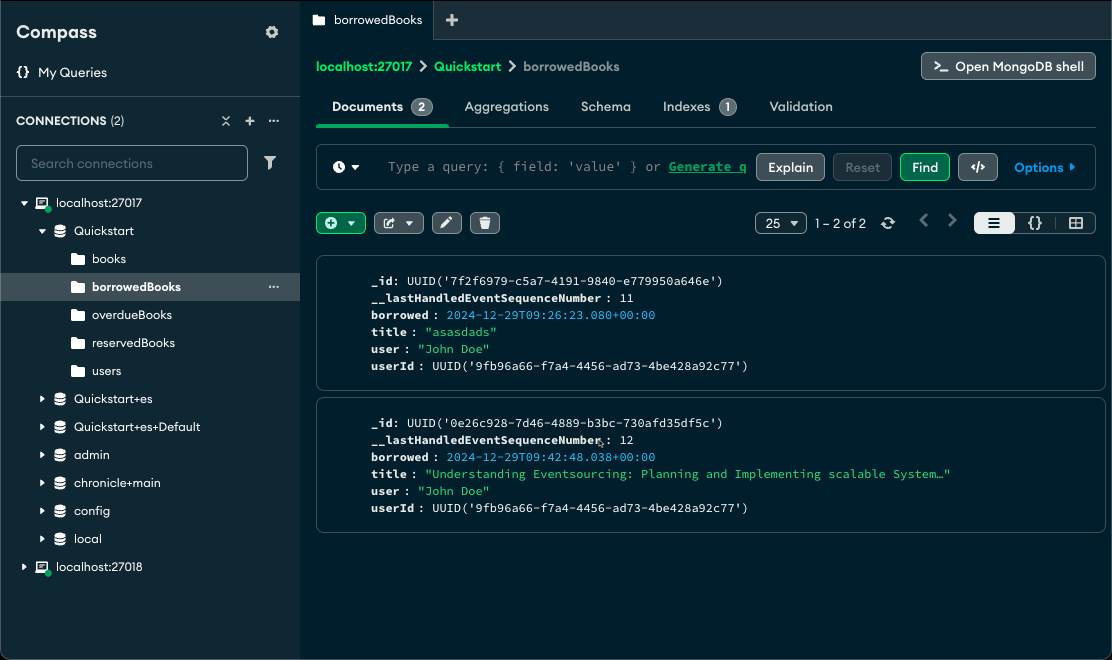 Compass
My Queries
CONNECTIONS (2)
Search connections
localhost:27017
Quickstart
books
borrowedBooks
overdueBooks
reservedBooks
users
Quickstart+es
Quickstart+es+Default
admin
chronicle+main
config
local
localhost:27018
borrowedBooks
localhost:27017 > Quickstart > borrowedBooks
>_ Open MongoDB shell
Documents 2 Aggregations Schema Indexes 1 Validation
Type a query: { field: 'value' } or Generate q Explain Reset Find </> Options
25 1 – 2 of 2 {}
_id: UUID('7f2f6979-c5a7-4191-9840-e779950a646e')
__lastHandledEventSequenceNumber : 11
borrowed : 2024-12-29T09:26:23.080+00:00
title : "asasdads"
user : "John Doe"
userId : UUID('9fb96a66-f7a4-4456-ad73-4be428a92c77')
_id: UUID('0e26c928-7d46-4889-b3bc-730afd35df5c')
__lastHandledEventSequenceNumber : 12
borrowed : 2024-12-29T09:42:48.038+00:00
title : "Understanding Eventsourcing: Planning and Implementing scalable System…"
user : "John Doe"
userId : UUID('9fb96a66-f7a4-4456-ad73-4be428a92c77')